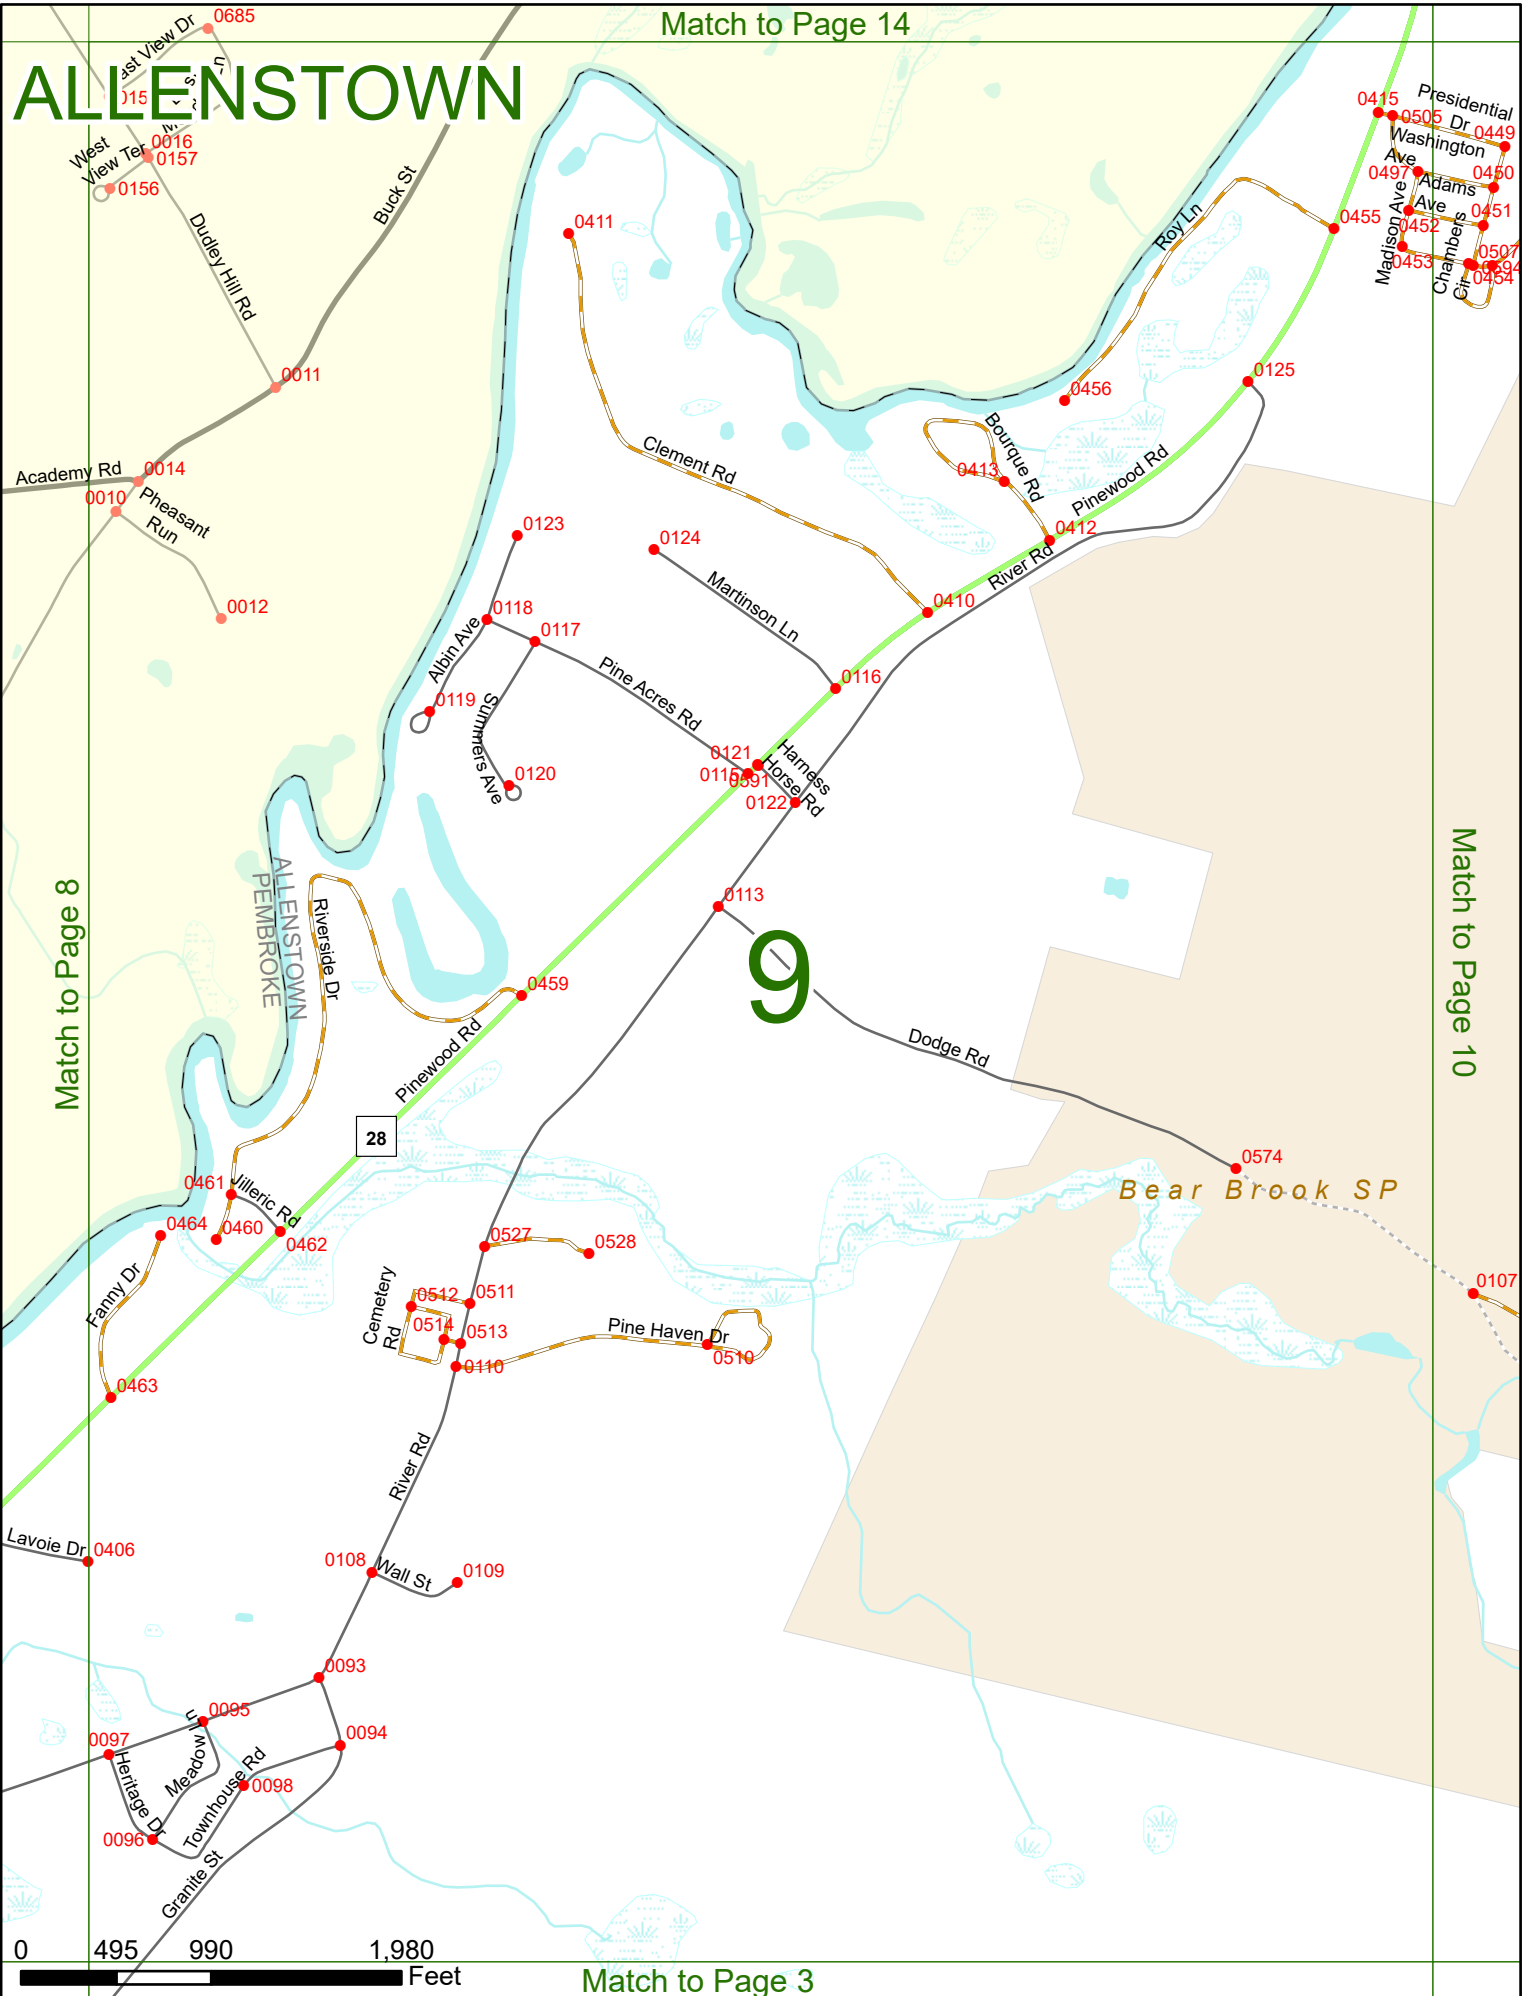 Match to Page 14
ALLENSTOWN
0685
0016
0157
West
View Ter
0156
Dudley Hill Rd
Buck St
0011
Academy Rd
0014
0010
Pheasant
Run
0012
0411
Clement Rd
0415
0505
Presidential
Dr
0449
Washington
Ave
0497
0450
Adams
Ave
0451
0452
Madison Ave
0453
Chambers
Cir
0507
0454
0455
Roy Ln
0456
0125
Bourque Rd
0413
Pinewood Rd
0412
River Rd
0410
0123
0124
Martinson Ln
0118
0117
Albin Ave
0119
Pine Acres Rd
0116
Summers Ave
0120
0121
0115
0591
Harness
Horse Rd
0122
Match to Page 8
ALLENSTOWN
PEMBROKE
Riverside Dr
0113
9
Match to Page 10
0459
Pinewood Rd
Dodge Rd
28
0574
Bear Brook SP
0461
Jilleric Rd
0464
0460
0462
0527
0528
0107
Fanny Dr
Cemetery
Rd
0512
0511
0514
0513
Pine Haven Dr
0510
0110
0463
River Rd
Lavoie Dr
0406
0108
Wall St
0109
0093
0095
0094
0097
Meadow Ln
Heritage Dr
Townhouse Rd
0098
0096
Granite St
0 495 990 1,980
Feet
Match to Page 3